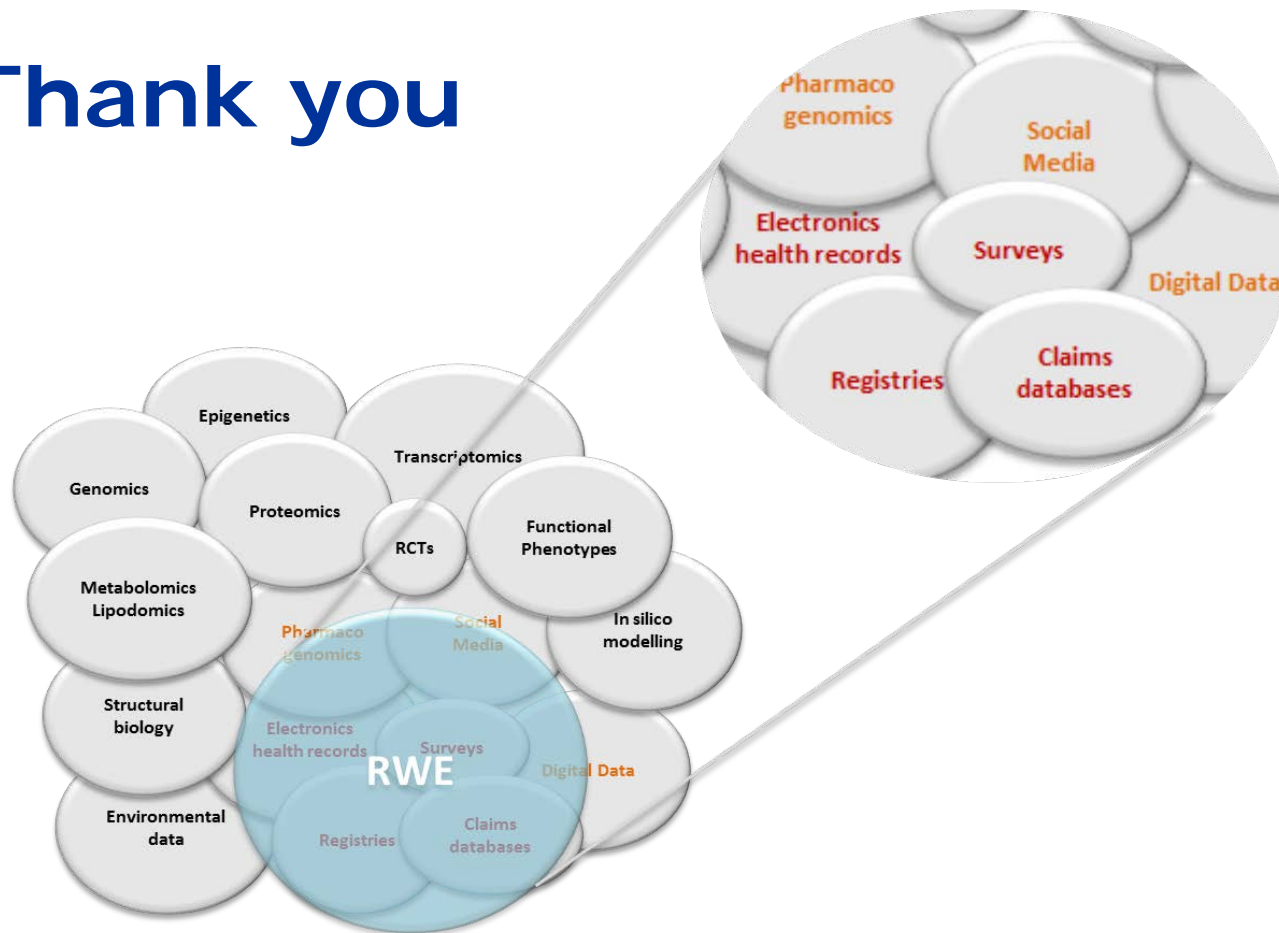 Thank you
Pharmaco
genomics
Social
Media
Electronics
health records
Surveys
Digital Data
Registries
Claims
databases
Epigenetics
Transcriptomics
Genomics
Proteomics
RCTs
Functional
Phenotypes
Metabolomics
Lipodomics
Pharmaco
genomics
Social
Media
In silico
modelling
Structural
biology
Electronics
health records
Surveys
RWE
Digital Data
Environmental
data
Registries
Claims
databases